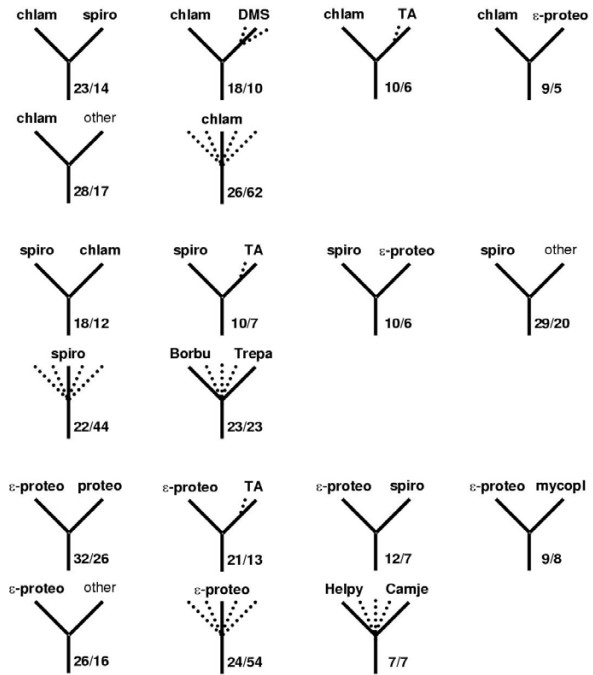 chlam spiro chlam DMS chlam TA chlam ε-proteo
23/14 18/10 10/6 9/5
chlam other chlam
28/17 26/62
spiro chlam spiro TA spiro ε-proteo spiro other
18/12 10/7 10/6 29/20
spiro Borbu Trepa
22/44 23/23
ε-proteo proteo ε-proteo TA ε-proteo spiro ε-proteo mycopl
32/26 21/13 12/7 9/8
ε-proteo other ε-proteo Helpy Camje
26/16 24/54 7/7